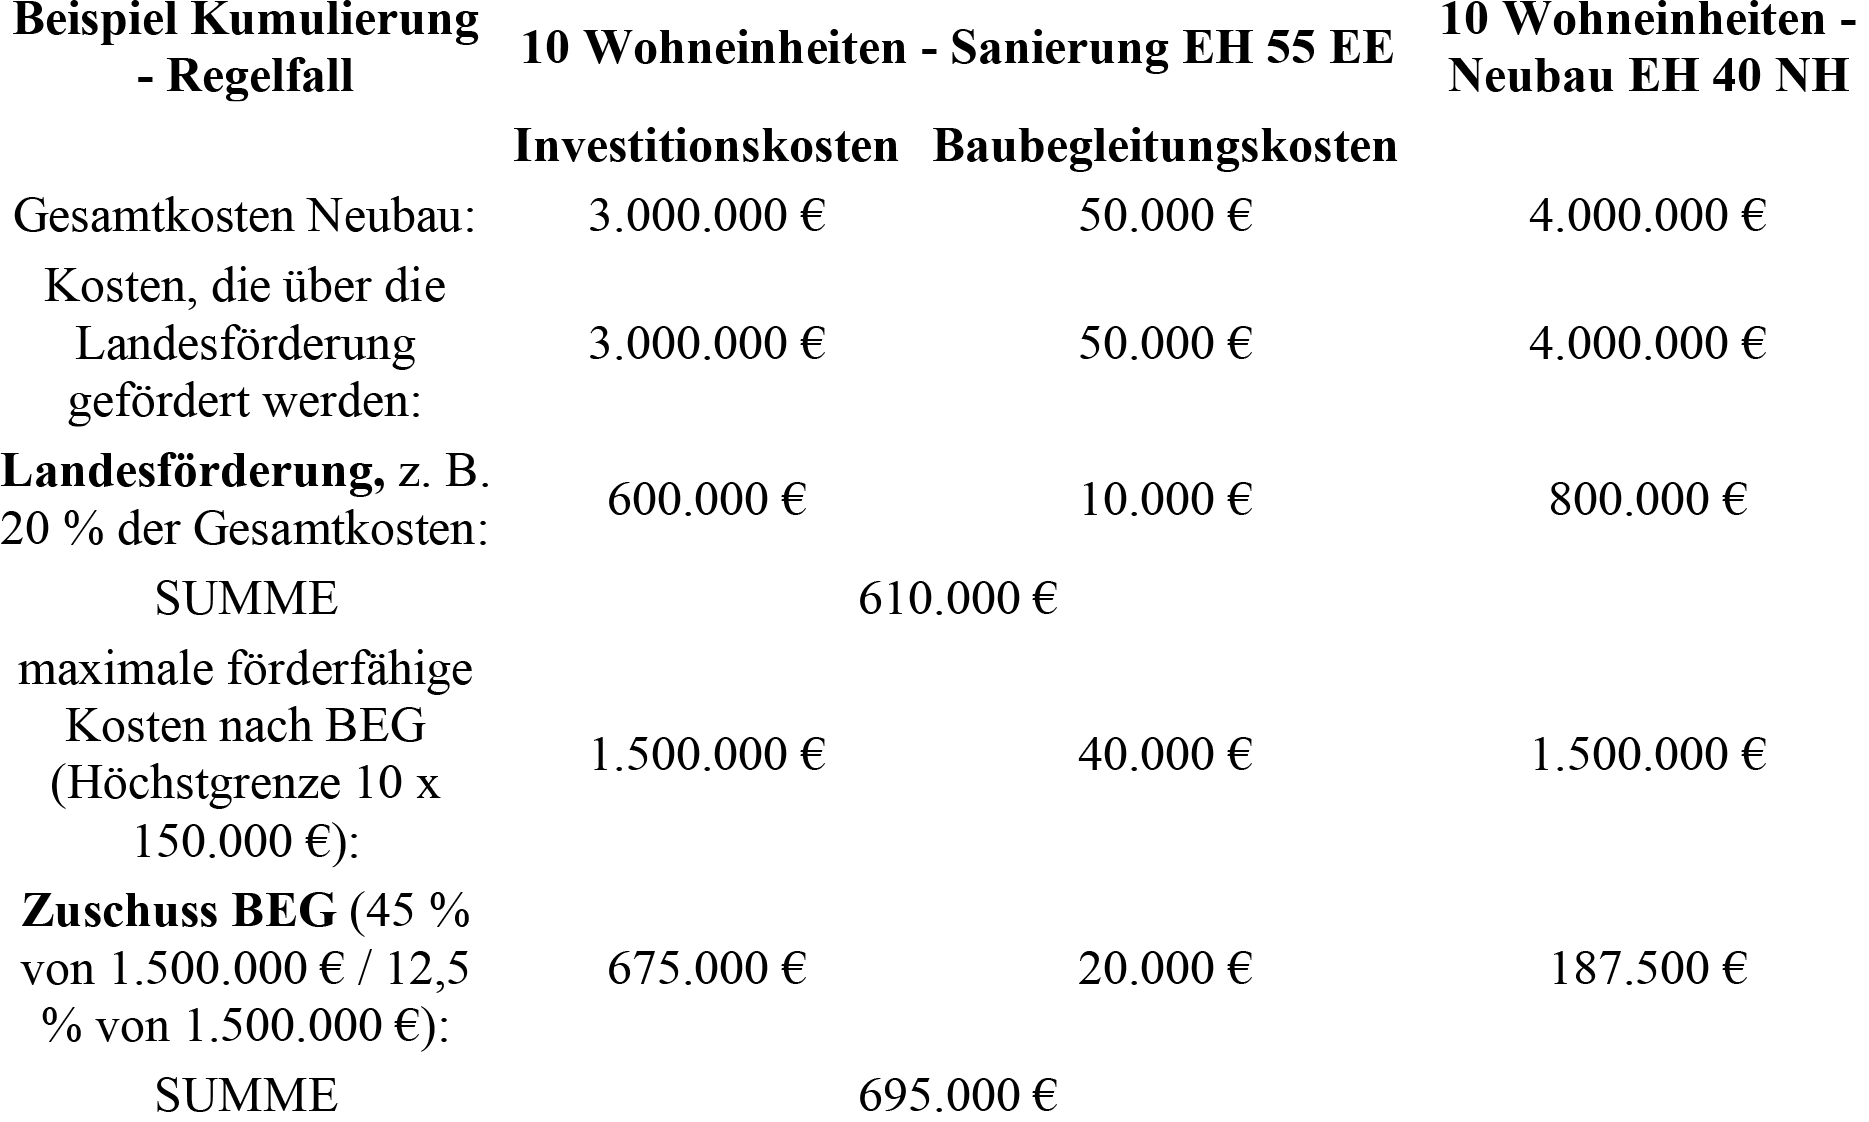 Beispiel Kumulierung
- Regelfall
10 Wohneinheiten - Sanierung EH 55 EE
10 Wohneinheiten -
Neubau EH 40 NH
Investitionskosten Baubegleitungskosten
Gesamtkosten Neubau: 3.000.000 € 50.000 € 4.000.000 €
Kosten, die über die
Landesförderung
gefördert werden:
3.000.000 € 50.000 € 4.000.000 €
Landesförderung, z. B.
20 % der Gesamtkosten:
600.000 € 10.000 € 800.000 €
SUMME 610.000 €
maximale förderfähige
Kosten nach BEG
(Höchstgrenze 10 x
150.000 €):
1.500.000 € 40.000 € 1.500.000 €
Zuschuss BEG (45 %
von 1.500.000 € / 12,5
% von 1.500.000 €):
675.000 € 20.000 € 187.500 €
SUMME 695.000 €